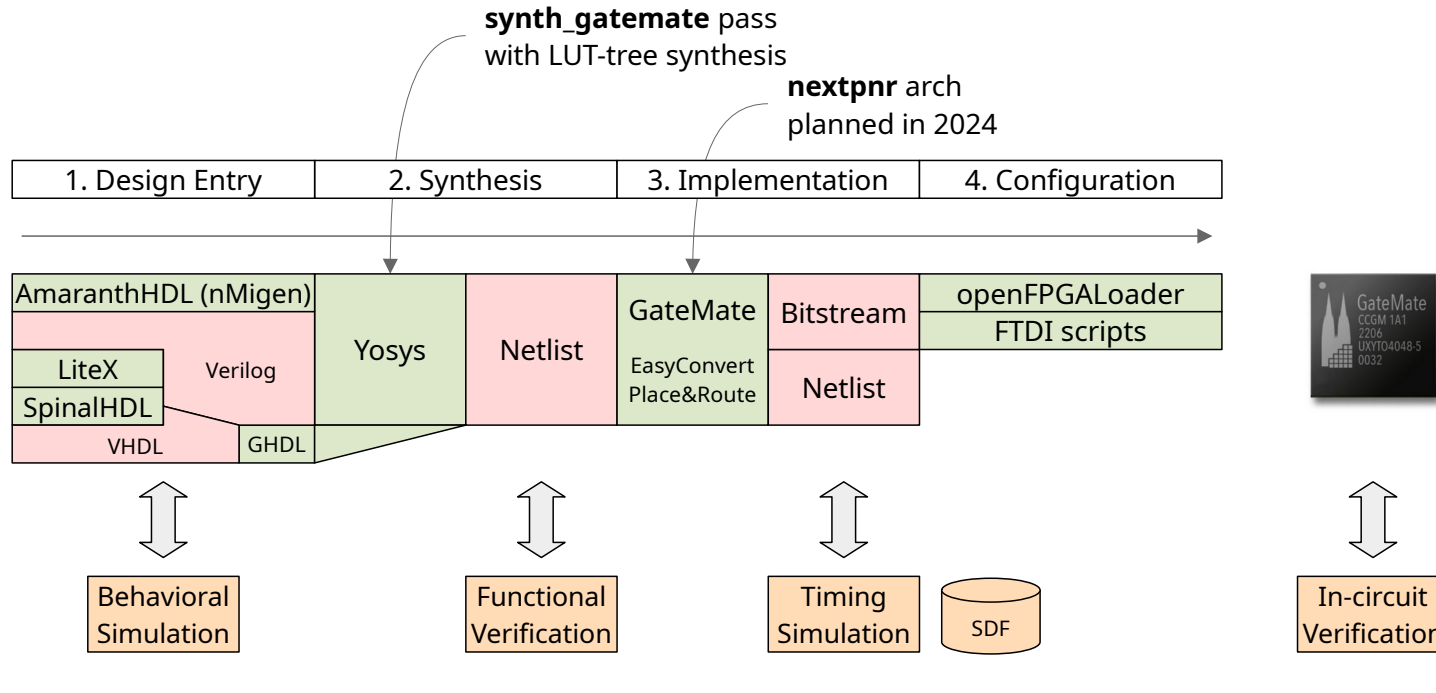 synth_gatemate pass
with LUT-tree synthesis
nextpnr arch
planned in 2024
1. Design Entry
2. Synthesis
3. Implementation
4. Configuration
AmaranthHDL (nMigen)
LiteX
SpinalHDL
Verilog
VHDL
GHDL
Yosys
Netlist
GateMate
EasyConvert
Place&Route
Bitstream
Netlist
openFPGALoader
FTDI scripts
GateMate
CCGM 1A1
2206
UXYTO4048-5
0032
Behavioral
Simulation
Functional
Verification
Timing
Simulation
SDF
In-circuit
Verification